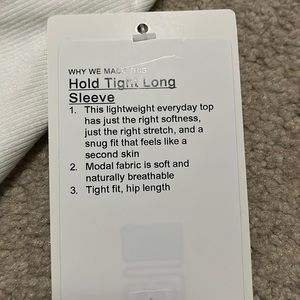 WHY WE MADE THIS
Hold Tight Long
Sleeve
1. This lightweight everyday top
has just the right softness,
just the right stretch, and a
snug fit that feels like a
second skin
2. Modal fabric is soft and
naturally breathable
3. Tight fit, hip length